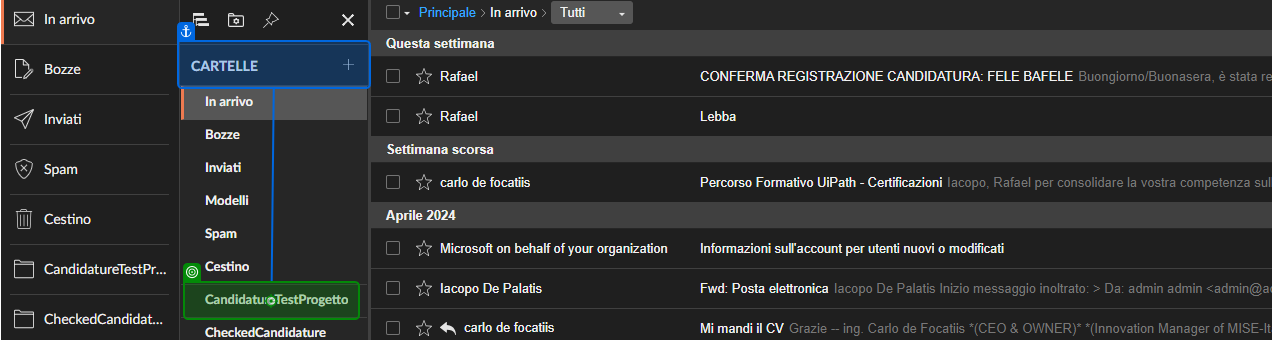 In arrivo
Bozze
Inviati
Spam
Cestino
CandidatureTestPr...
CheckedCandidat...
CARTELLE
In arrivo
Bozze
Inviati
Modelli
Spam
Cestino
CandidatureTestProgetto
CheckedCandidature
Principale > In arrivo > Tutti
Questa settimana
Rafael CONFERMA REGISTRAZIONE CANDIDATURA: FELE BAFELE Buongiorno/Buonasera, è stata re
Rafael Lebba
Settimana scorsa
carlo de focatiis Percorso Formativo UiPath - Certificazioni Iacopo, Rafael per consolidare la vostra competenza sull
Aprile 2024
Microsoft on behalf of your organization Informazioni sull'account per utenti nuovi o modificati
Iacopo De Palatis Fwd: Posta elettronica Iacopo De Palatis Inizio messaggio inoltrato: > Da: admin admin <admin@ac
carlo de focatiis Mi mandi il CV Grazie -- ing. Carlo de Focatiis *(CEO & OWNER)* *(Innovation Manager of MISE-Ita